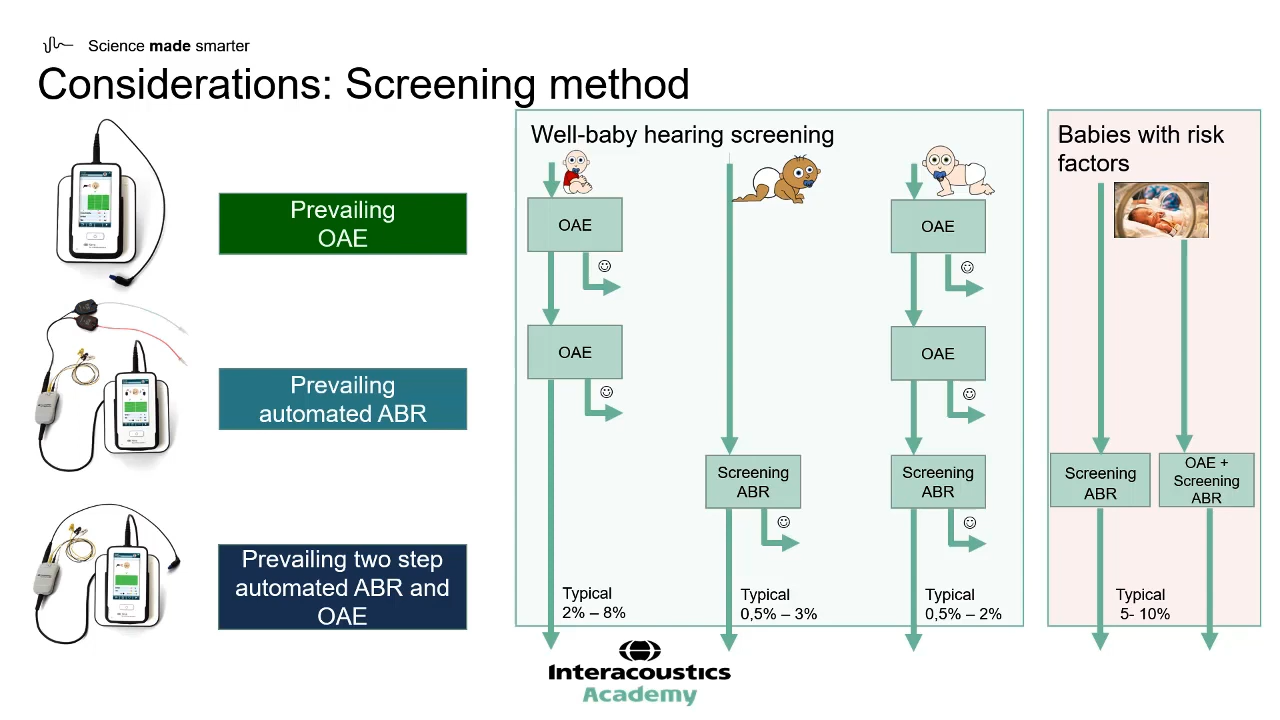 Science made smarter
Considerations: Screening method
Prevailing
OAE
Prevailing
automated ABR
Prevailing two step
automated ABR and
OAE
Well-baby hearing screening
OAE
OAE
Typical
2% – 8%
Screening
ABR
Typical
0,5% – 3%
OAE
OAE
Screening
ABR
Typical
0,5% – 2%
Babies with risk
factors
Screening
ABR
OAE +
Screening
ABR
Typical
5- 10%
Interacoustics
Academy